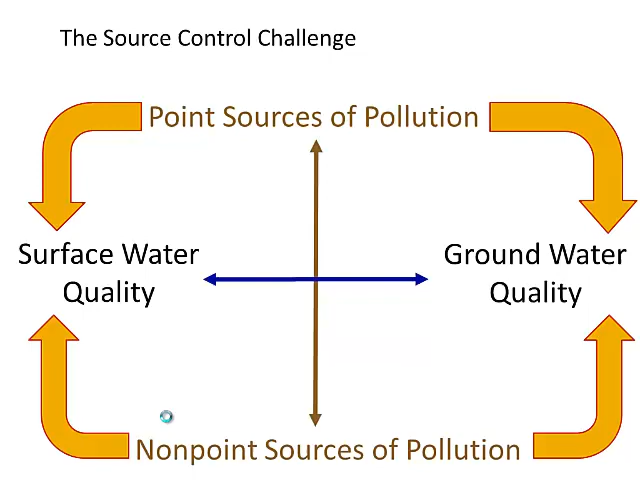 The Source Control Challenge
Point Sources of Pollution
Surface Water
Quality
Ground Water
Quality
Nonpoint Sources of Pollution